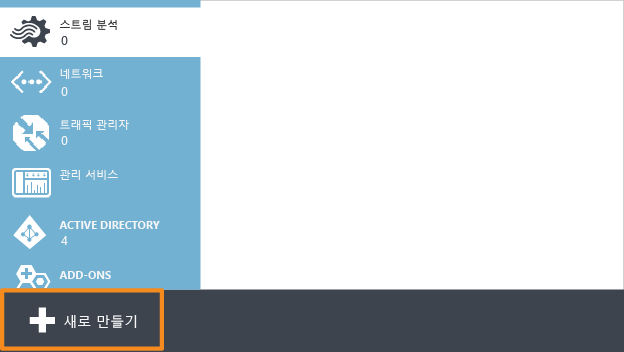 스트림 분석
0
네트워크
0
트래픽 관리자
0
관리 서비스
ACTIVE DIRECTORY
4
ADD-ONS
새로 만들기